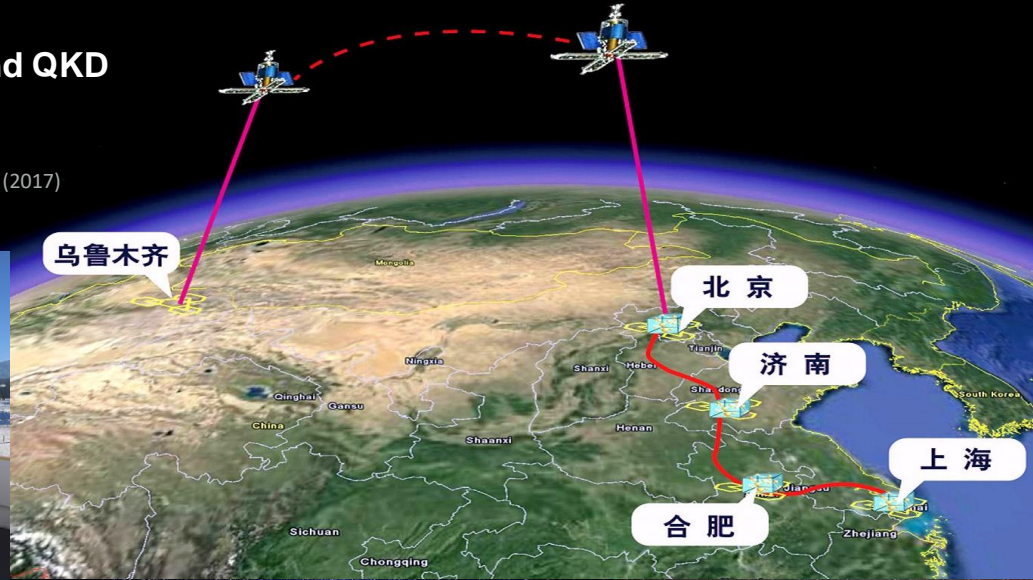 QKD
(2017)
乌鲁木齐
Mongolia
北 京
Tianjin
济 南
Ningxia
Shanxi
Hebei
South Korea
Qinghai
Gansu
China
Henan
Shaanxi
上 海
Jiangsu
合 肥
Zhejiang
Sichuan
Chongqing